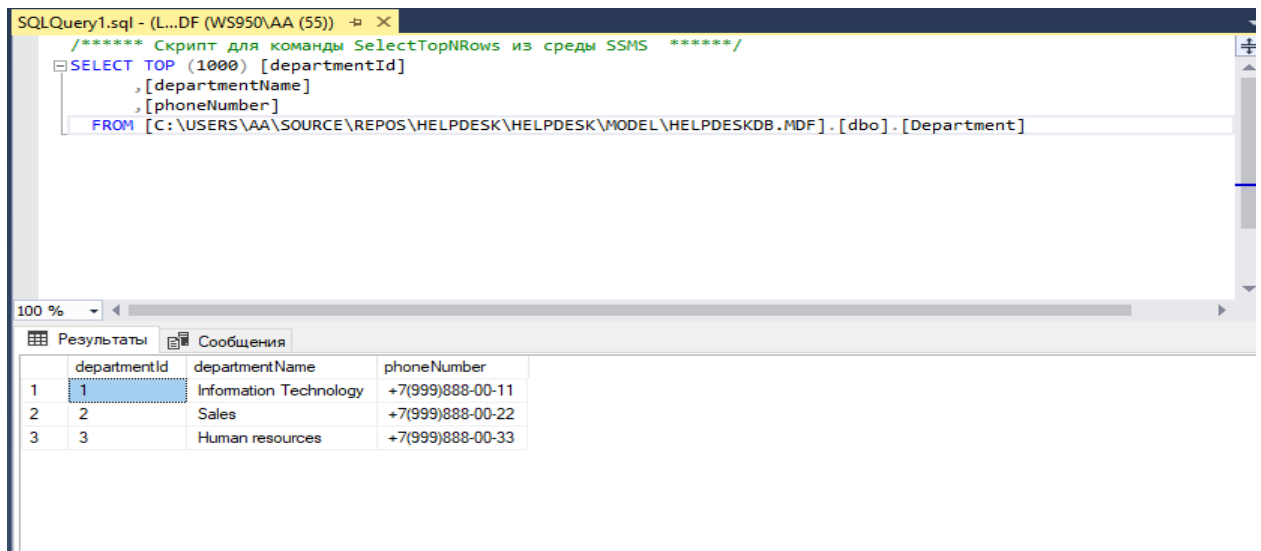 SQLQuery1.sql - (L...DF (WS950\AA (55))
/****** Скрипт для команды SelectTopNRows из среды SSMS  ******/
SELECT TOP (1000) [departmentId]
,[departmentName]
,[phoneNumber]
FROM [C:\USERS\AA\SOURCE\REPOS\HELPDESK\HELPDESK\MODEL\HELPDESKDB.MDF].[dbo].[Department]
100 %
Результаты Сообщения
departmentId departmentName phoneNumber
1 1 Information Technology +7(999)888-00-11
2 2 Sales +7(999)888-00-22
3 3 Human resources +7(999)888-00-33